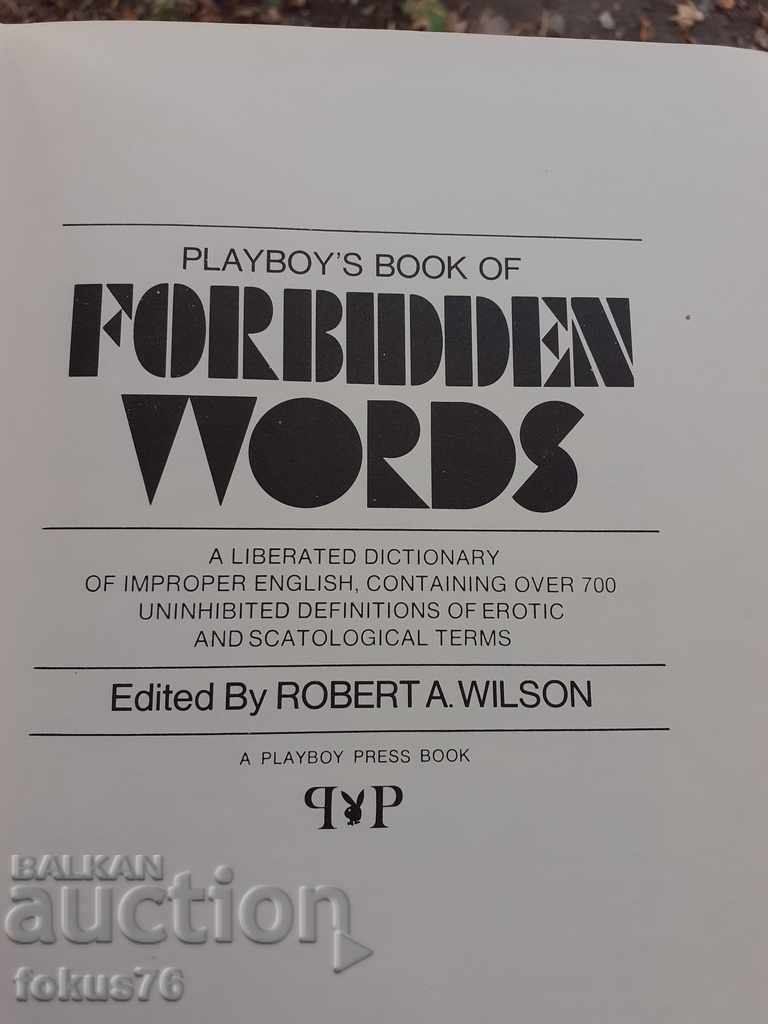 PLAYBOY'S BOOK OF
FORBIDDEN
WORDS
A LIBERATED DICTIONARY
OF IMPROPER ENGLISH, CONTAINING OVER 700
UNINHIBITED DEFINITIONS OF EROTIC
AND SCATOLOGICAL TERMS
Edited By ROBERT A. WILSON
A PLAYBOY PRESS BOOK
P P
BALKAN
auction
fokus76